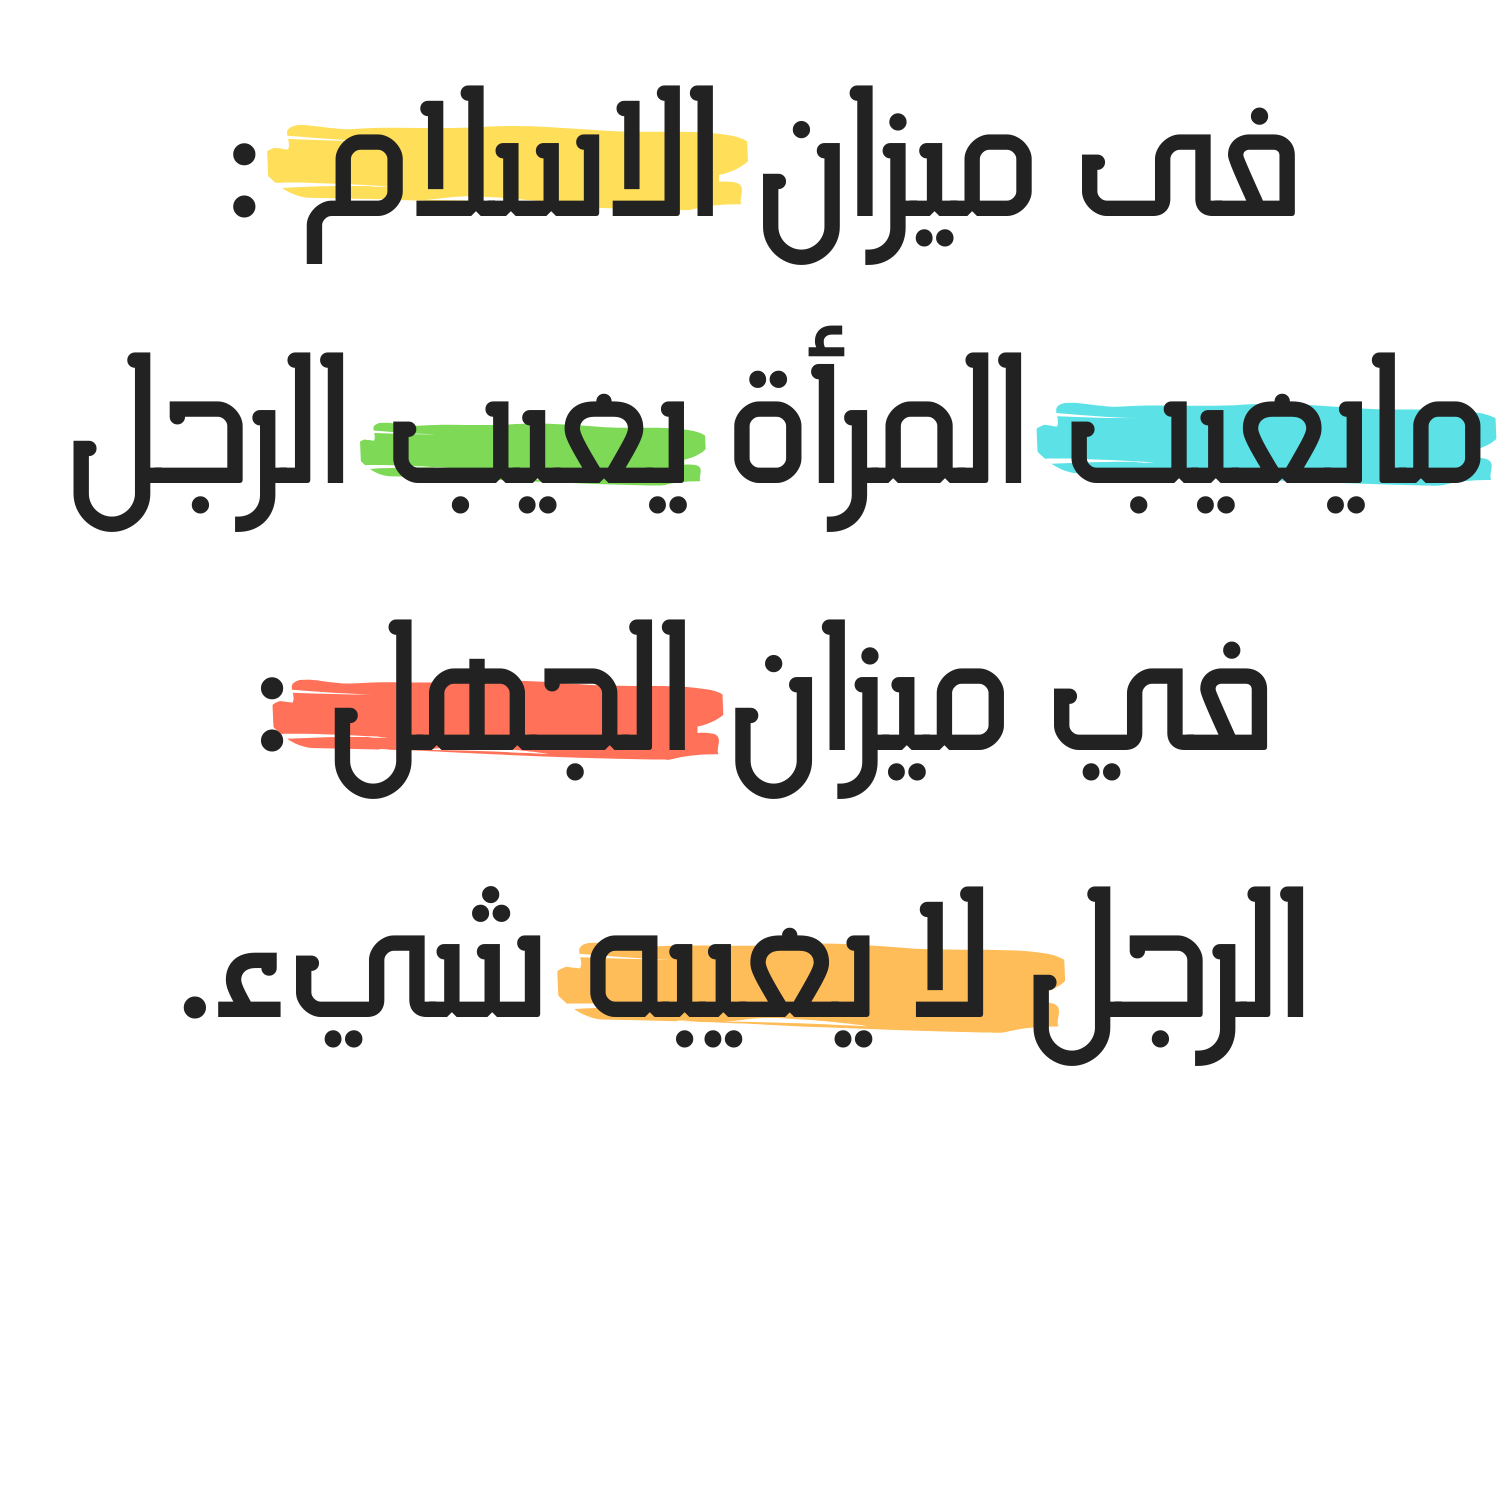 فى ميزان الاسلام :
مايعيب المرأة يعيب الرجل
في ميزان الجهل :
الرجل لا يعيبه شيء.